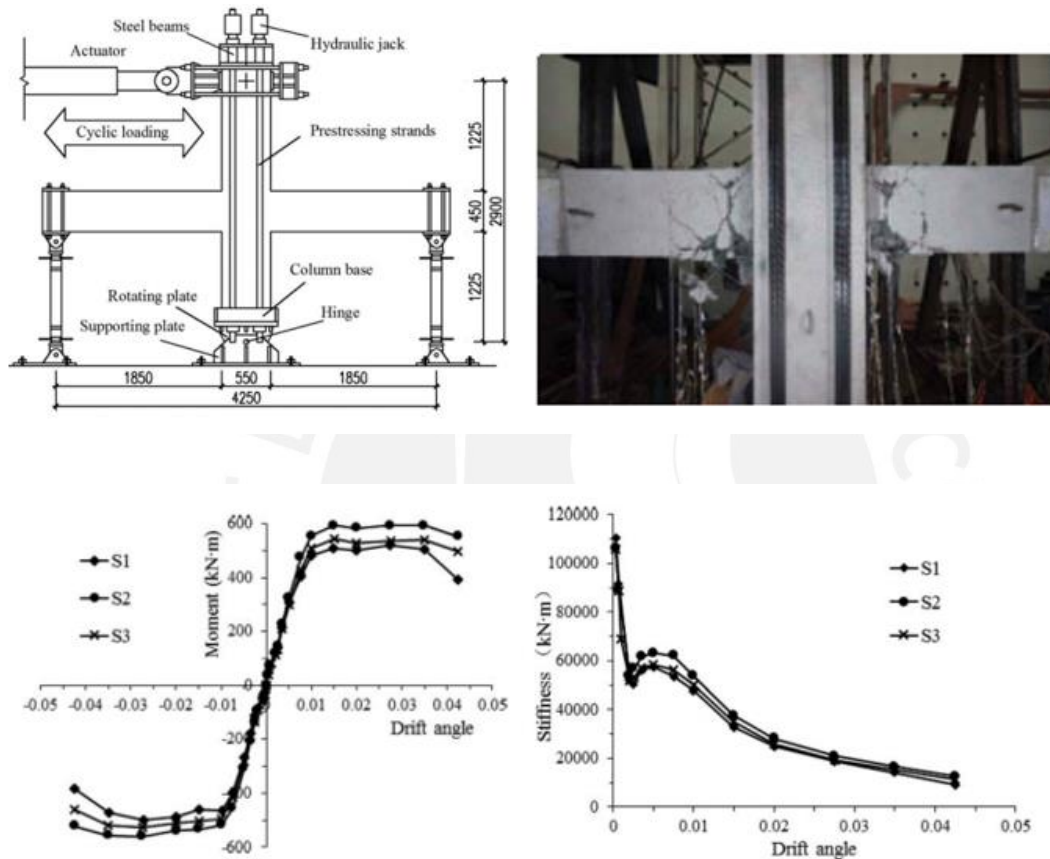 Steel beams
Hydraulic jack
Actuator
Cyclic loading
Prestressing strands
1225
450
2900
1225
Column base
Rotating plate
Hinge
Supporting plate
1850
550
1850
4250
Moment (kN·m)
600
400
200
0
-200
-400
-600
S1
S2
S3
-0.05
-0.04
-0.03
-0.02
-0.01
0.00
0.01
0.02
0.03
0.04
0.05
Drift angle
Stiffness (kN·m)
120000
100000
80000
60000
40000
20000
0
S1
S2
S3
0
0.01
0.02
0.03
0.04
0.05
Drift angle